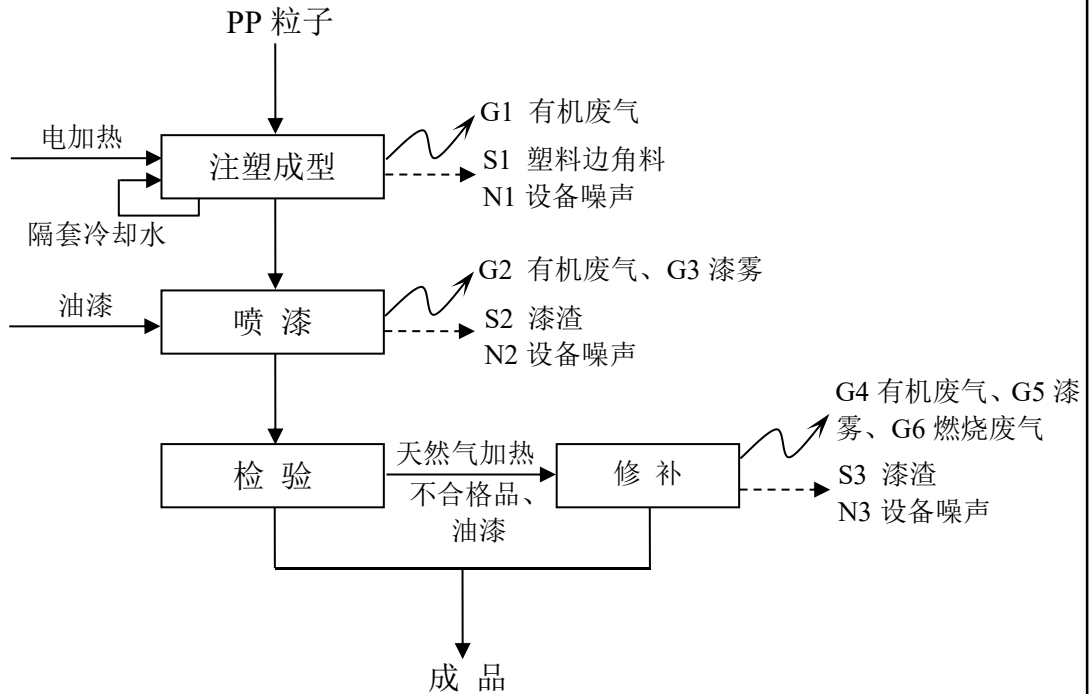 PP 粒子
G1 有机废气
电加热
注塑成型
S1 塑料边角料
N1 设备噪声
隔套冷却水
G2 有机废气、G3 漆雾
油漆
喷 漆
S2 漆渣
N2 设备噪声
G4 有机废气、G5 漆
雾、G6 燃烧废气
检 验
天然气加热
不合格品、
油漆
修 补
S3 漆渣
N3 设备噪声
成 品